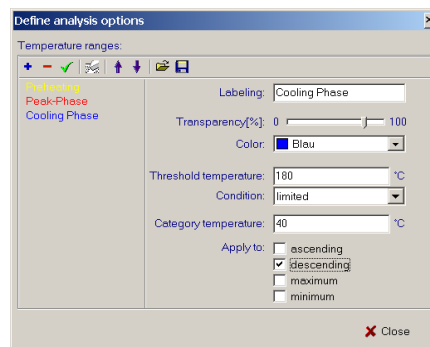 Define analysis options
Temperature ranges:
Preheating
Peak-Phase
Cooling Phase
Labeling: Cooling Phase
Transparency[%]: 0 100
Color: Blau
Threshold temperature: 180 °C
Condition: limited
Category temperature: 40 °C
Apply to: ascending
descending
maximum
minimum
Close